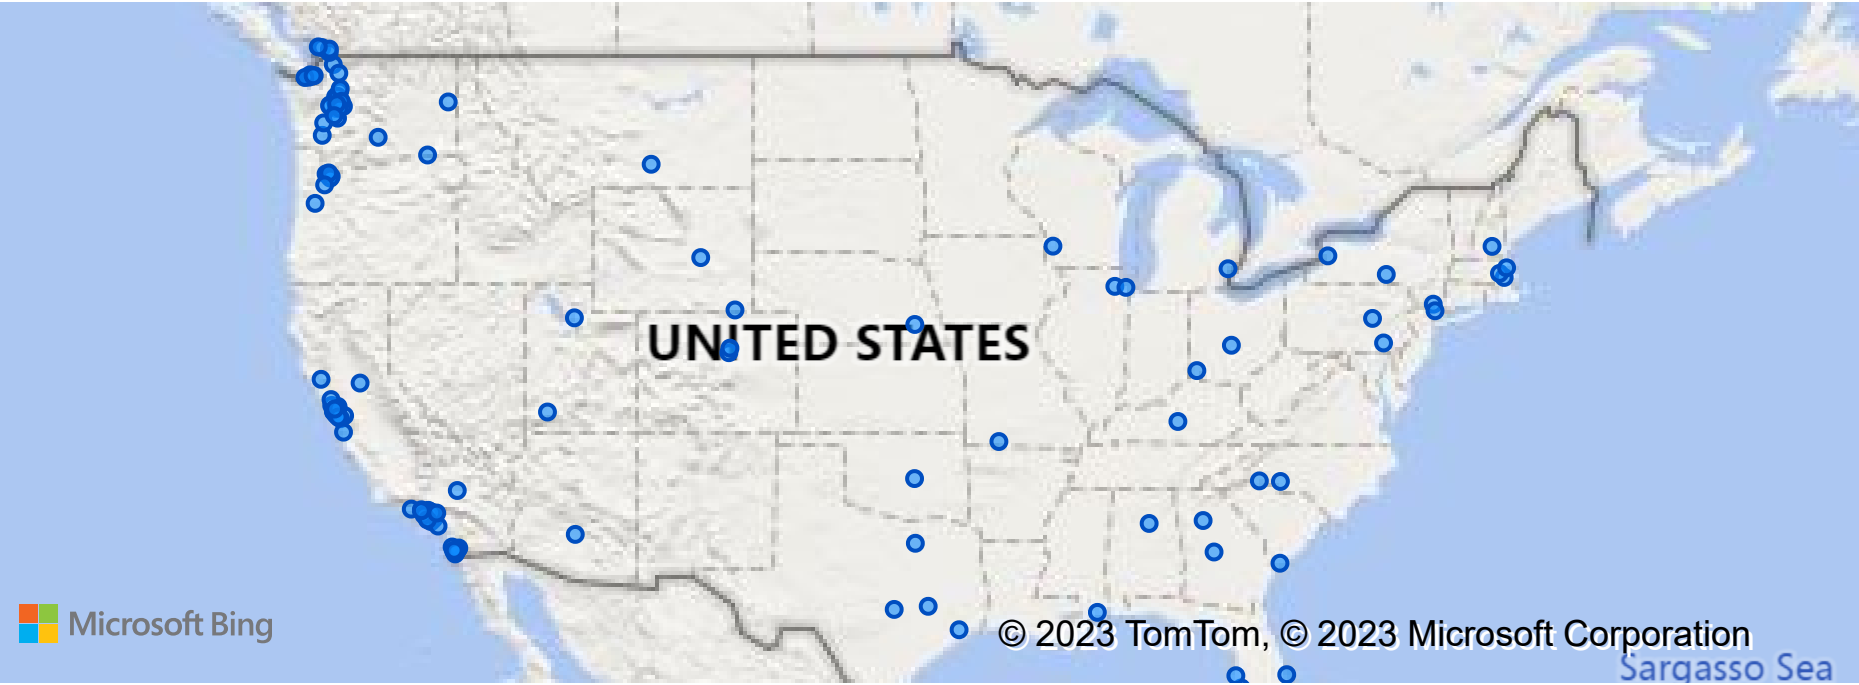 UNITED STATES
Microsoft Bing
© 2023 TomTom, © 2023 Microsoft Corporation
Sargasso Sea